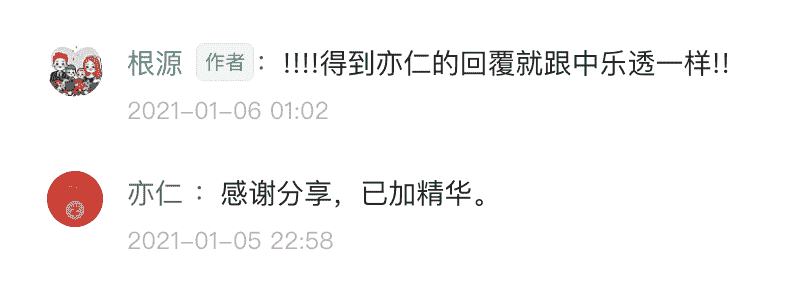 根源 作者 : !!!!得到亦仁的回覆就跟中乐透一样!!
2021-01-06 01:02
亦仁 : 感谢分享，已加精华。
2021-01-05 22:58